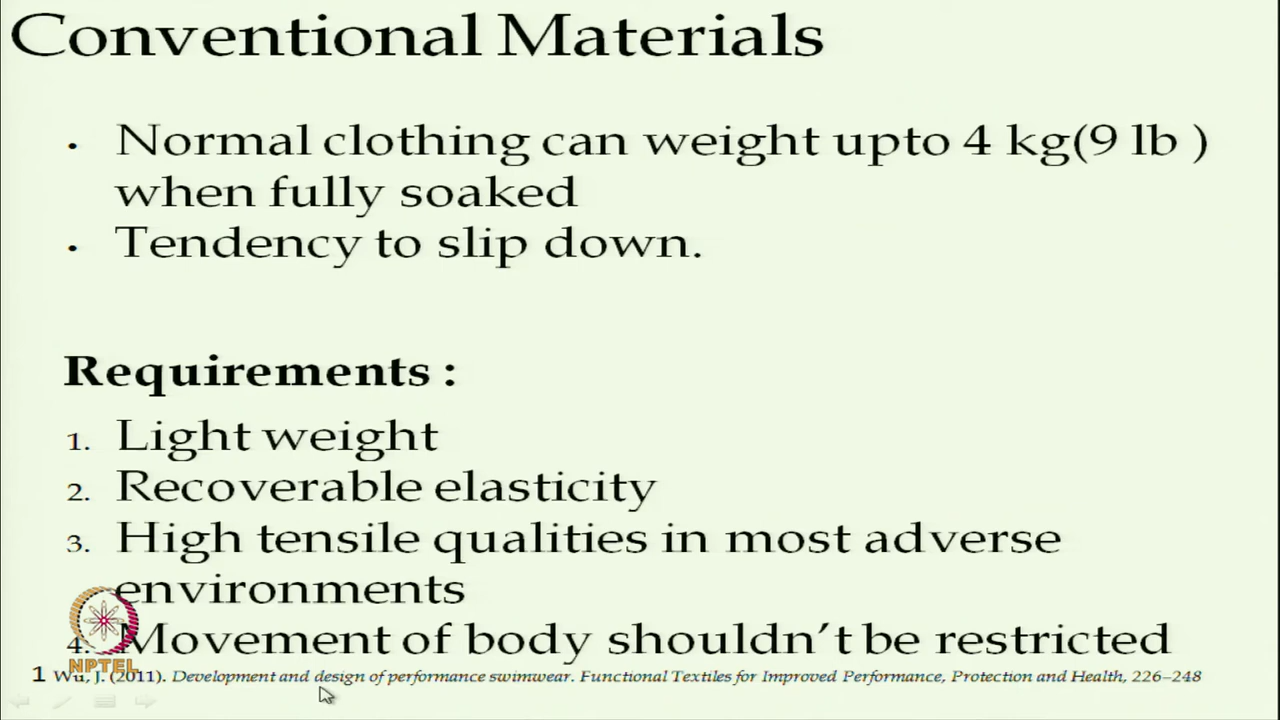 Conventional Materials
• Normal clothing can weight upto 4 kg(9 lb )
when fully soaked
• Tendency to slip down.
Requirements :
1. Light weight
2. Recoverable elasticity
3. High tensile qualities in most adverse
environments
4. Movement of body shouldn't be restricted
NPTEL
1 Wu, J. (2011). Development and design of performance swimwear. Functional Textiles for Improved Performance, Protection and Health, 226–248